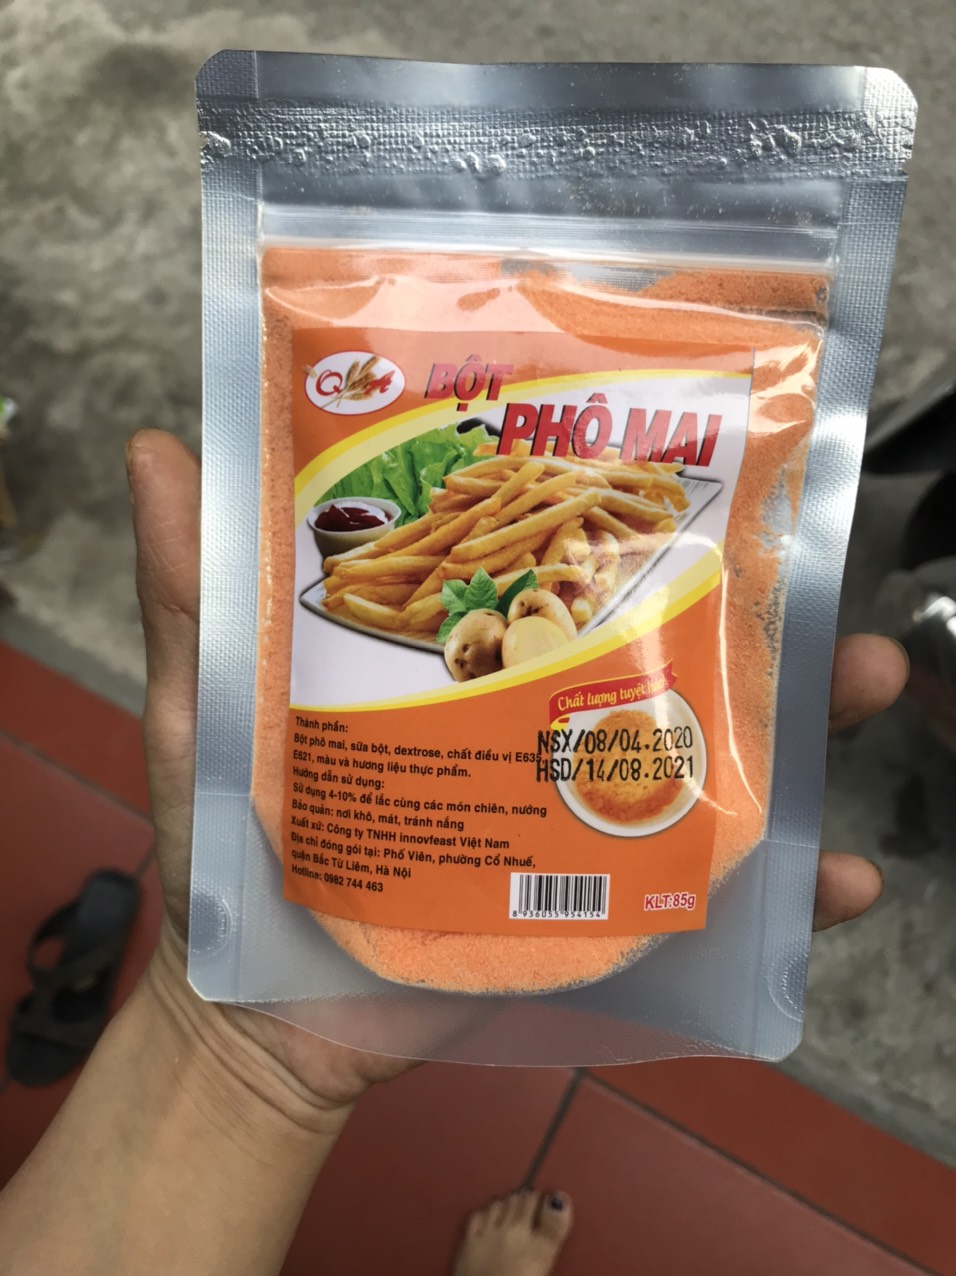 QA
BỘT
PHÔ MAI
Chất lượng tuyệt
Thành phần:
Bột phô mai, sữa bột, dextrose, chất điều vị E635,
E621, màu và hương liệu thực phẩm.
Hướng dẫn sử dụng:
Sử dụng 4-10% để lắc cùng các món chiên, nướng
Bảo quản: nơi khô, mát, tránh nắng
Xuất xứ: Công ty TNHH innovfeast Việt Nam
Địa chỉ đóng gói tại: Phố Viên, phường Cổ Nhuế,
quận Bắc Từ Liêm, Hà Nội
Hotline: 0982 744 463
NSX/08/04.2020
HSD/14/08.2021
8 936055 954154
KLT:85g